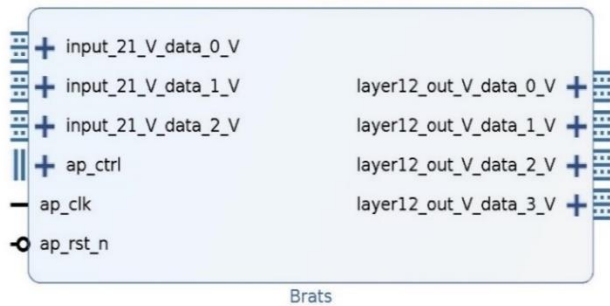 input_21_V_data_0_V
input_21_V_data_1_V
input_21_V_data_2_V
ap_ctrl
ap_clk
ap_rst_n
layer12_out_V_data_0_V
layer12_out_V_data_1_V
layer12_out_V_data_2_V
layer12_out_V_data_3_V
Brats